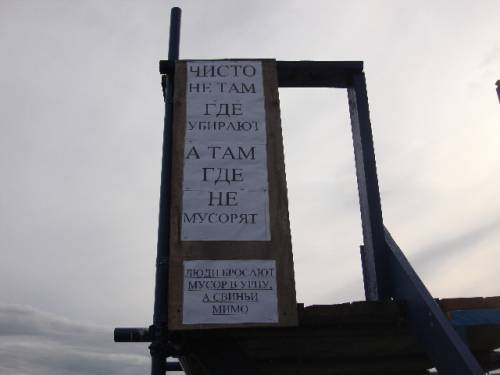 ЧИСТО
НЕ ТАМ
ГДЕ
УБИРАЮТ
А ТАМ
ГДЕ
НЕ
МУСОРЯТ
ЛЮДИ БРОСАЮТ
МУСОР В УРНУ,
А СВИНЬИ
МИМО